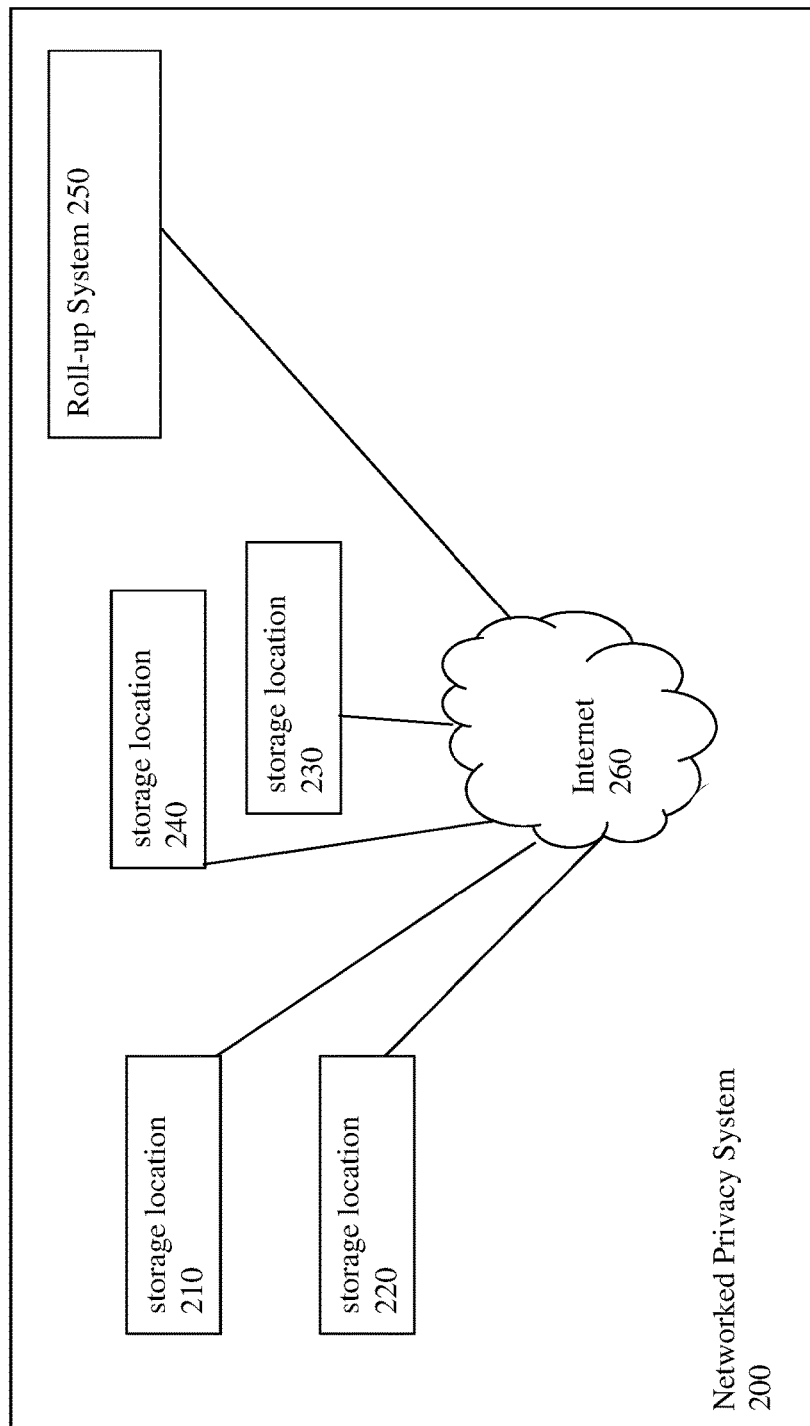 Roll-up System 250
storage location
240
storage location
230
storage location
210
storage location
220
Internet
260
Networked Privacy System
200